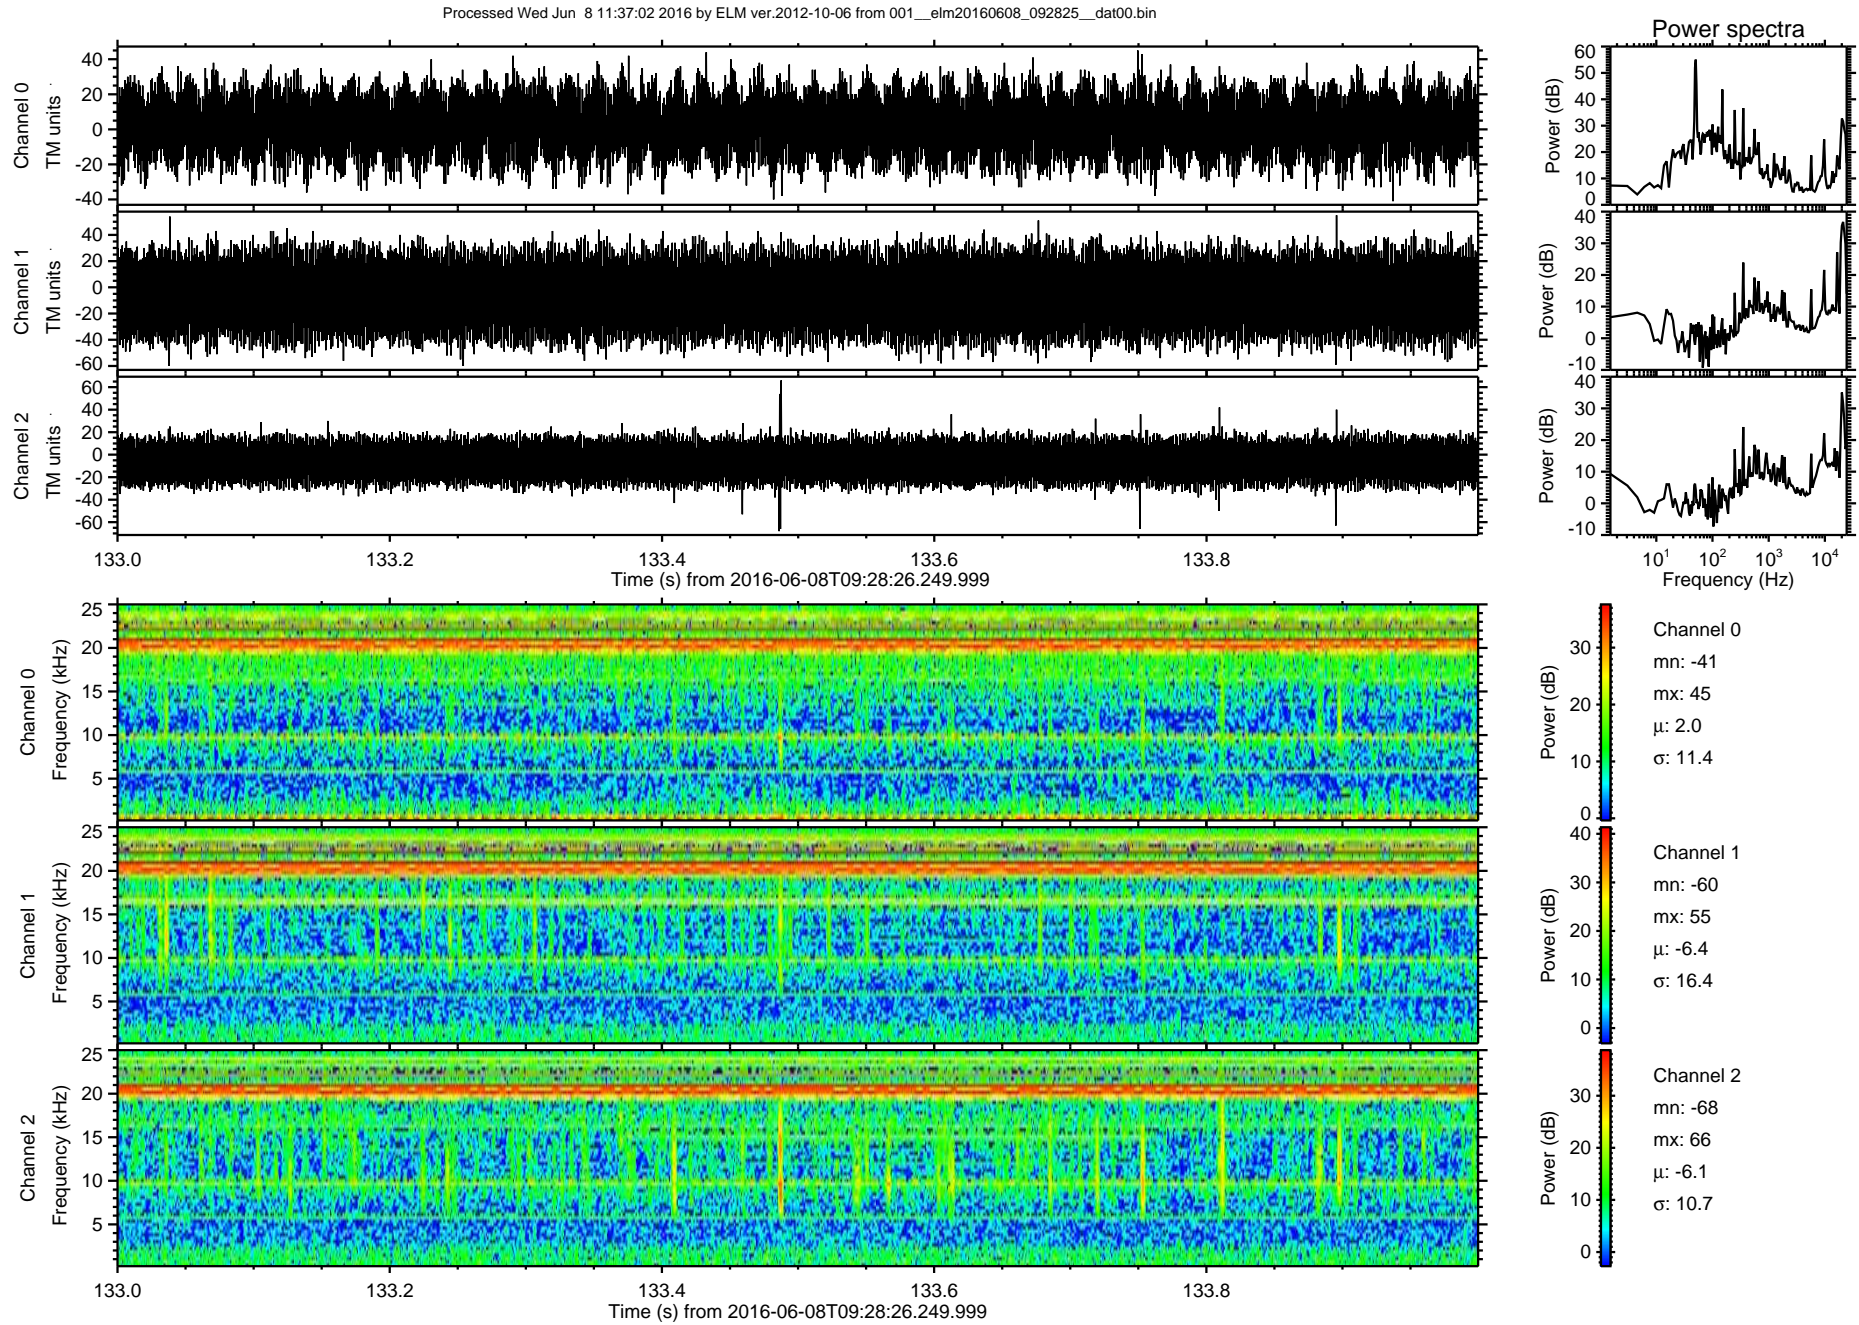 Processed Wed Jun  8 11:37:02 2016 by ELM ver.2012-10-06 from 001__elm20160608_092825__dat00.bin
Power spectra
Channel 0
TM units
40
20
0
-20
-40
Power (dB)
60
50
40
30
20
10
0
Channel 1
TM units
40
20
0
-20
-40
-60
Power (dB)
40
30
20
10
0
-10
Channel 2
TM units
60
40
20
0
-20
-40
-60
Power (dB)
40
30
20
10
0
-10
133.0 133.2 133.4 133.6 133.8
Time (s) from 2016-06-08T09:28:26.249.999
10¹ 10² 10³ 10⁴
Frequency (Hz)
Channel 0
Frequency (kHz)
25
20
15
10
5
Power (dB)
30
20
10
0
Channel 0
mn: -41
mx: 45
μ: 2.0
σ: 11.4
Channel 1
Frequency (kHz)
25
20
15
10
5
Power (dB)
40
30
20
10
0
Channel 1
mn: -60
mx: 55
μ: -6.4
σ: 16.4
Channel 2
Frequency (kHz)
25
20
15
10
5
Power (dB)
30
20
10
0
Channel 2
mn: -68
mx: 66
μ: -6.1
σ: 10.7
133.0 133.2 133.4 133.6 133.8
Time (s) from 2016-06-08T09:28:26.249.999